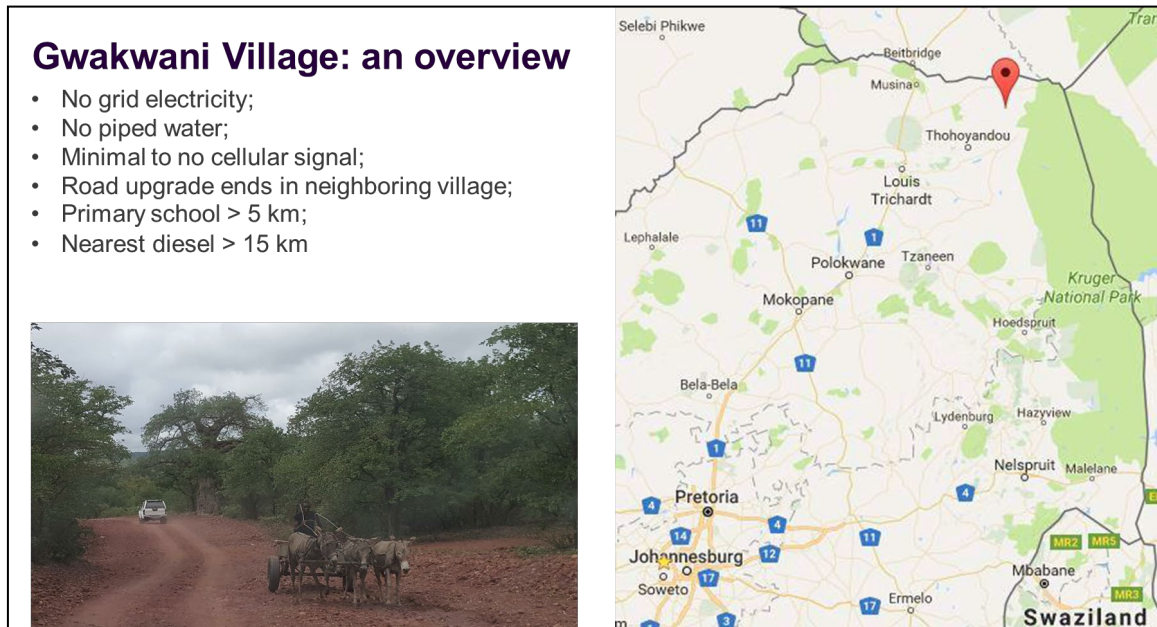 Gwakwani Village: an overview
• No grid electricity;
• No piped water;
• Minimal to no cellular signal;
• Road upgrade ends in neighboring village;
• Primary school > 5 km;
• Nearest diesel > 15 km
Selebi Phikwe
Tran
Beitbridge
Musina
Thohoyandou
Louis
Trichardt
11
1
Lephalale
Polokwane
Tzaneen
Mokopane
Kruger
National Park
Hoedspruit
11
Bela-Bela
Lydenburg
Hazyview
1
Nelspruit
Malelane
4
4
Pretoria
4
14
11
MR2
MR5
Johannesburg
12
Mbabane
17
Soweto
MR3
17
Ermelo
3
Swaziland